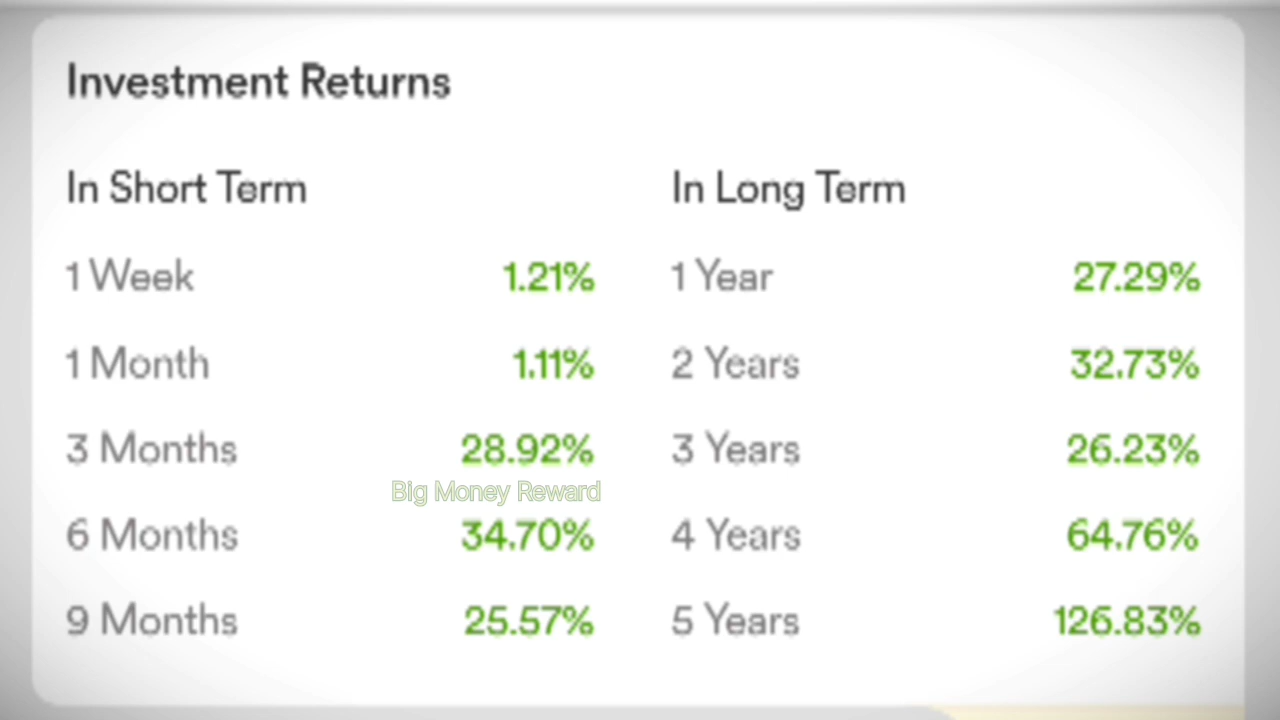 Investment Returns
In Short Term
1 Week 1.21%
1 Month 1.11%
3 Months 28.92%
Big Money Reward
6 Months 34.70%
9 Months 25.57%
In Long Term
1 Year 27.29%
2 Years 32.73%
3 Years 26.23%
4 Years 64.76%
5 Years 126.83%